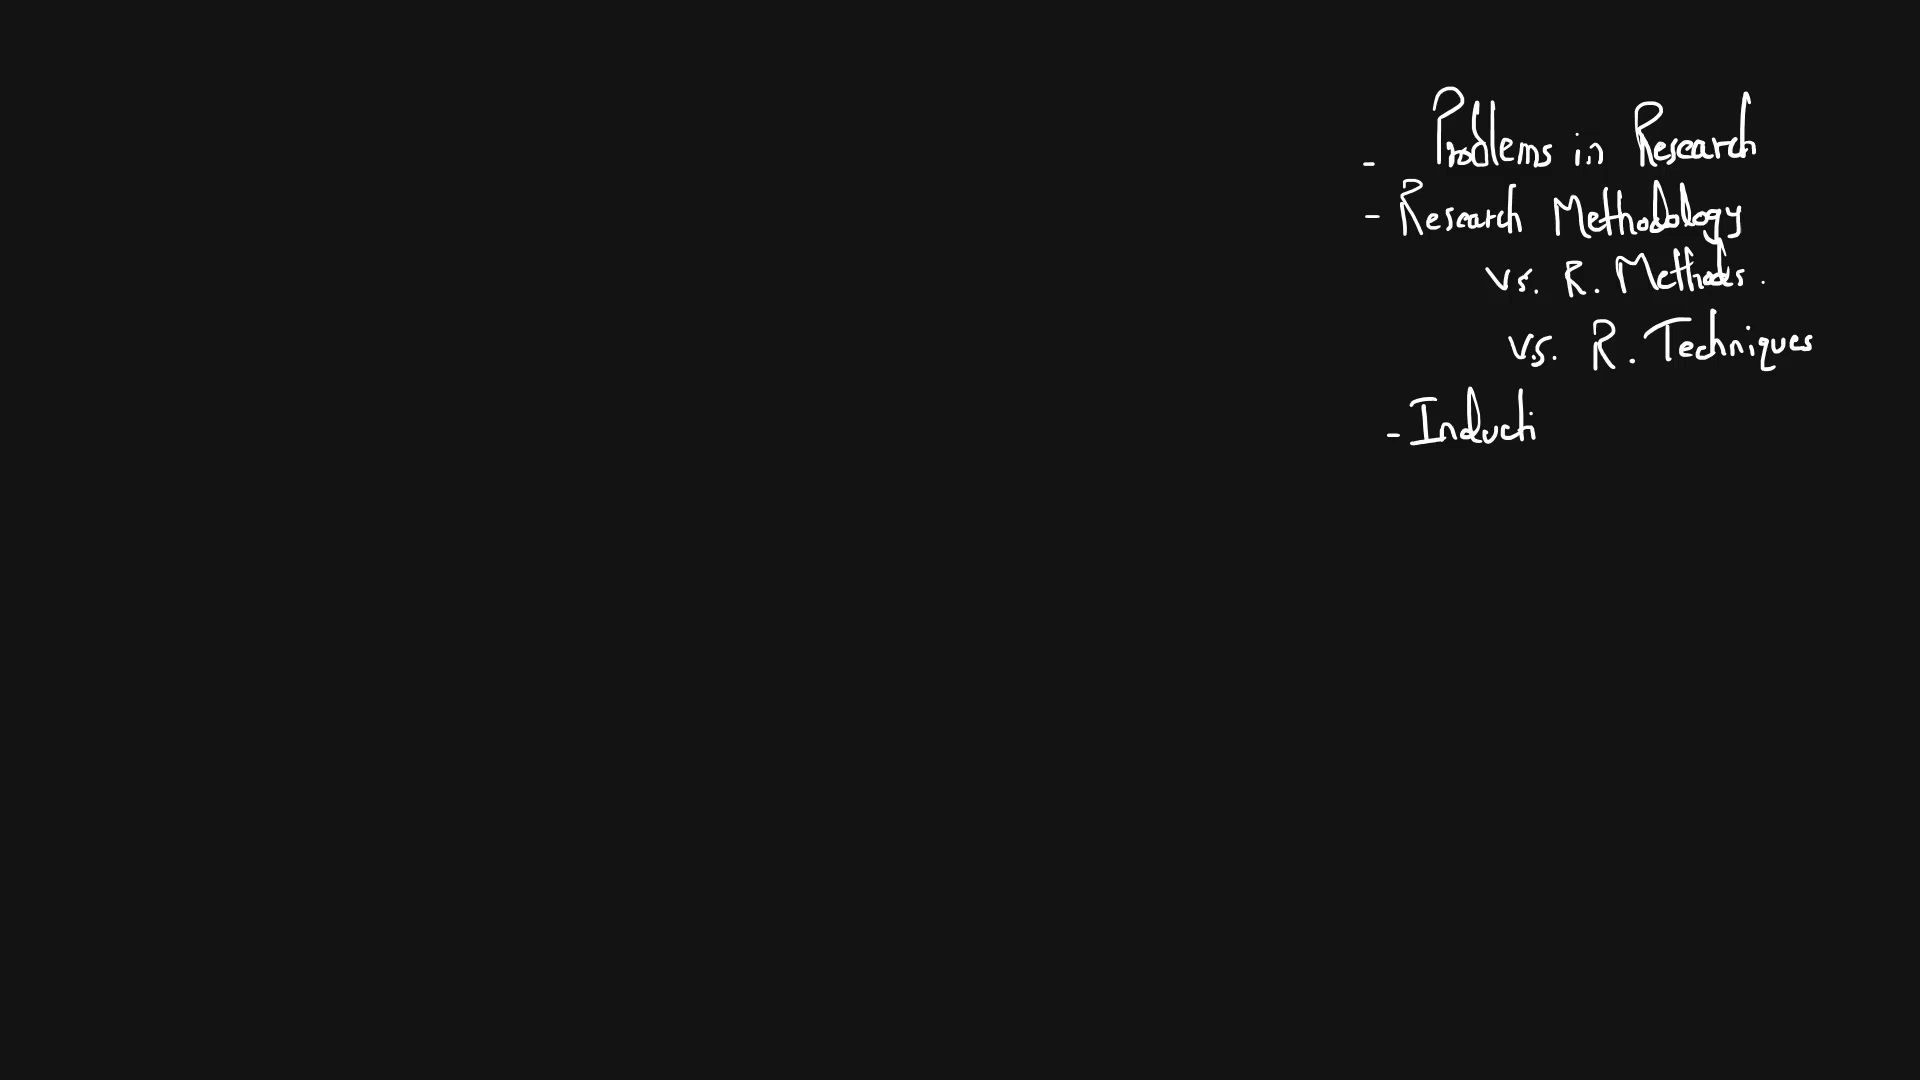 - Problems in Research
- Research Methodology
vs. R. Methods.
vs. R. Techniques
- Inducti